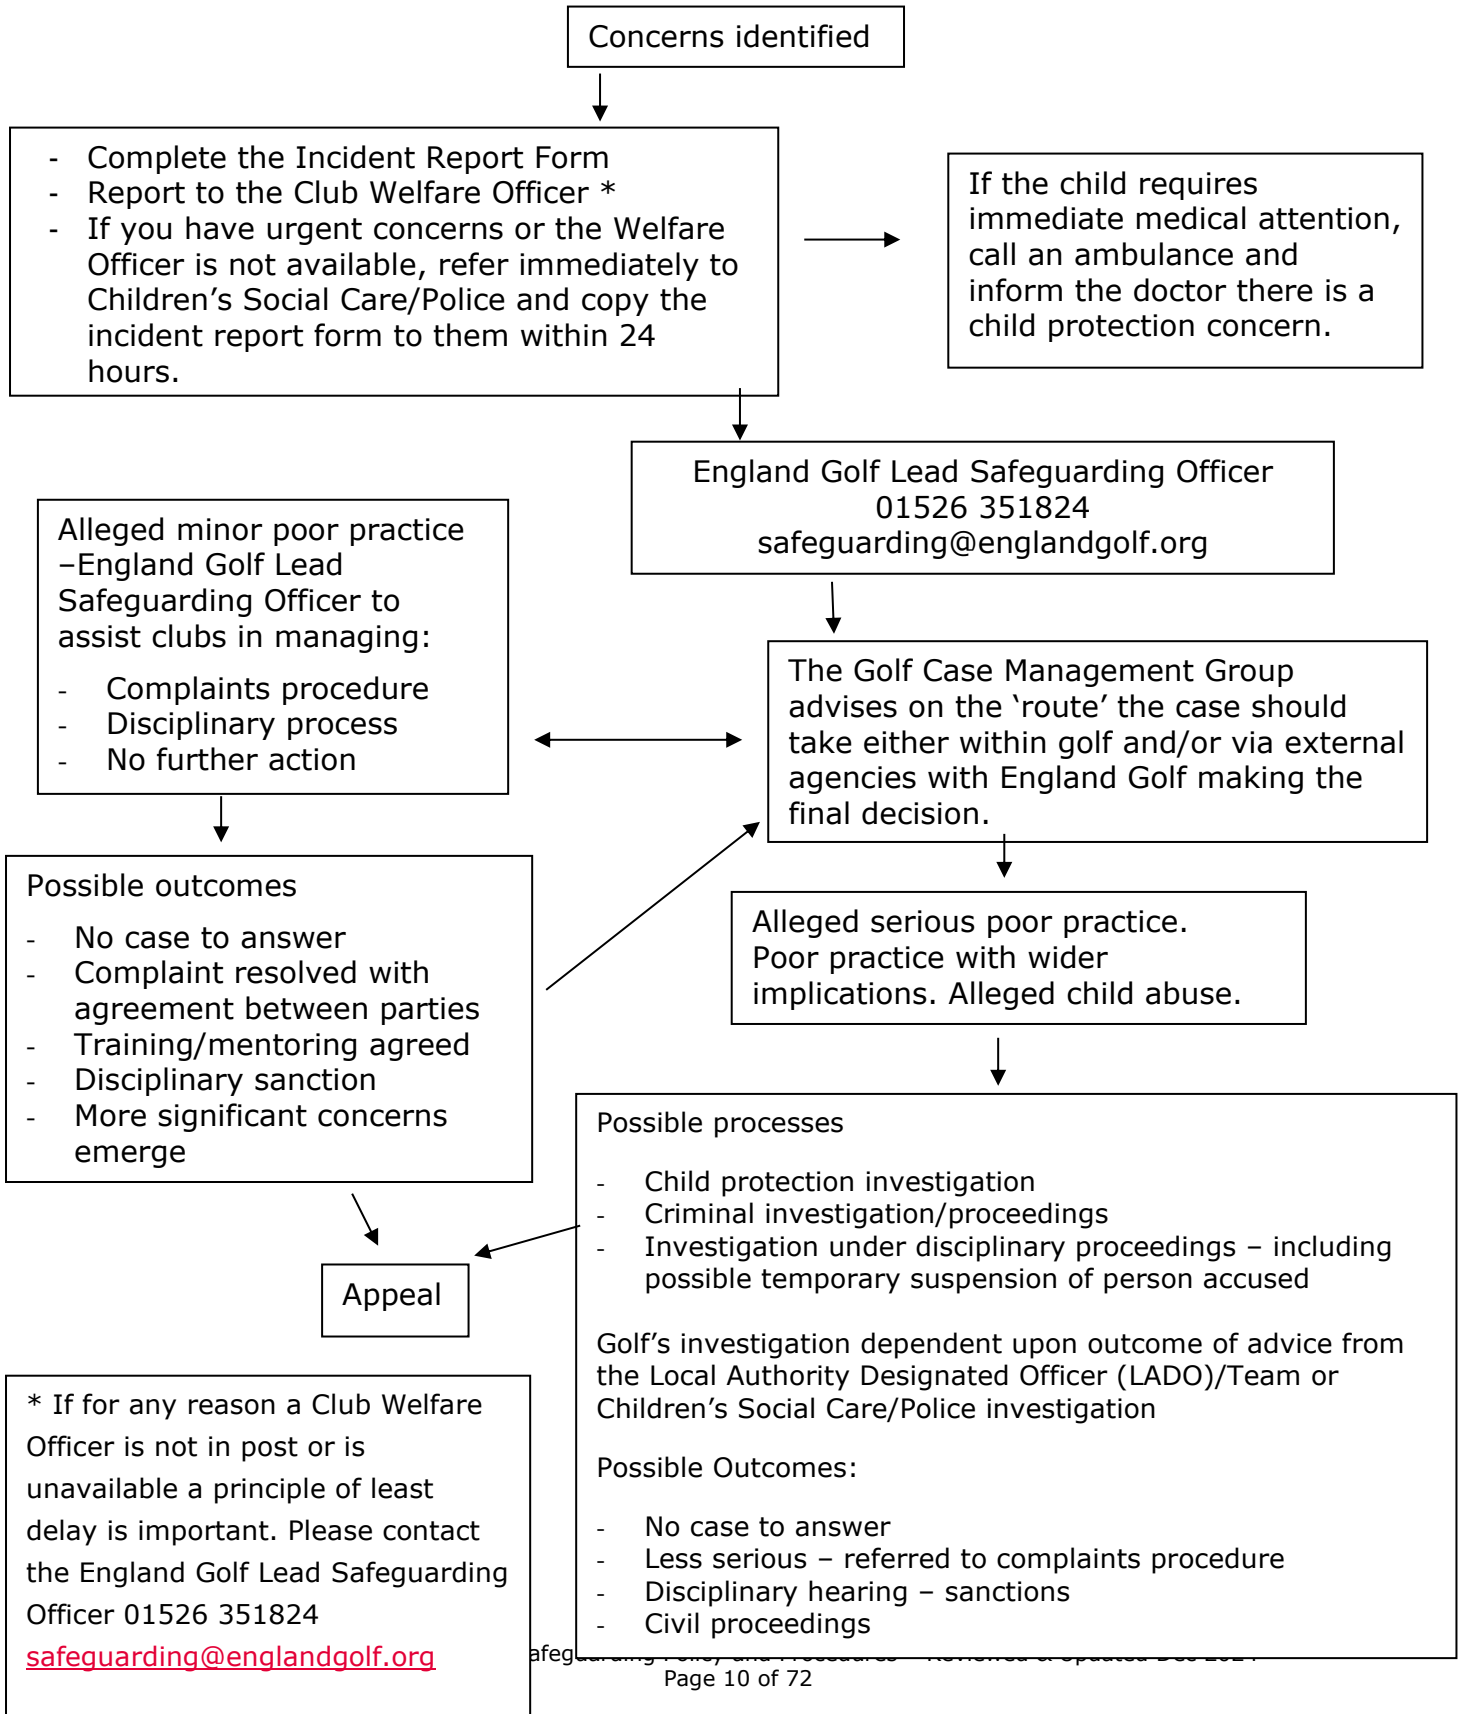 Concerns identified
- Complete the Incident Report Form
- Report to the Club Welfare Officer *
- If you have urgent concerns or the Welfare
Officer is not available, refer immediately to
Children’s Social Care/Police and copy the
incident report form to them within 24
hours.
If the child requires
immediate medical attention,
call an ambulance and
inform the doctor there is a
child protection concern.
England Golf Lead Safeguarding Officer
01526 351824
safeguarding@englandgolf.org
Alleged minor poor practice
–England Golf Lead
Safeguarding Officer to
assist clubs in managing:
- Complaints procedure
- Disciplinary process
- No further action
The Golf Case Management Group
advises on the ‘route’ the case should
take either within golf and/or via external
agencies with England Golf making the
final decision.
Possible outcomes
- No case to answer
- Complaint resolved with
agreement between parties
- Training/mentoring agreed
- Disciplinary sanction
- More significant concerns
emerge
Alleged serious poor practice.
Poor practice with wider
implications. Alleged child abuse.
Possible processes
- Child protection investigation
- Criminal investigation/proceedings
- Investigation under disciplinary proceedings – including
possible temporary suspension of person accused
Golf’s investigation dependent upon outcome of advice from
the Local Authority Designated Officer (LADO)/Team or
Children’s Social Care/Police investigation
Possible Outcomes:
- No case to answer
- Less serious – referred to complaints procedure
- Disciplinary hearing – sanctions
- Civil proceedings
Appeal
* If for any reason a Club Welfare
Officer is not in post or is
unavailable a principle of least
delay is important. Please contact
the England Golf Lead Safeguarding
Officer 01526 351824
safeguarding@englandgolf.org
Policy and Procedures Reviewed & Updated Dec
Page 10 of 72